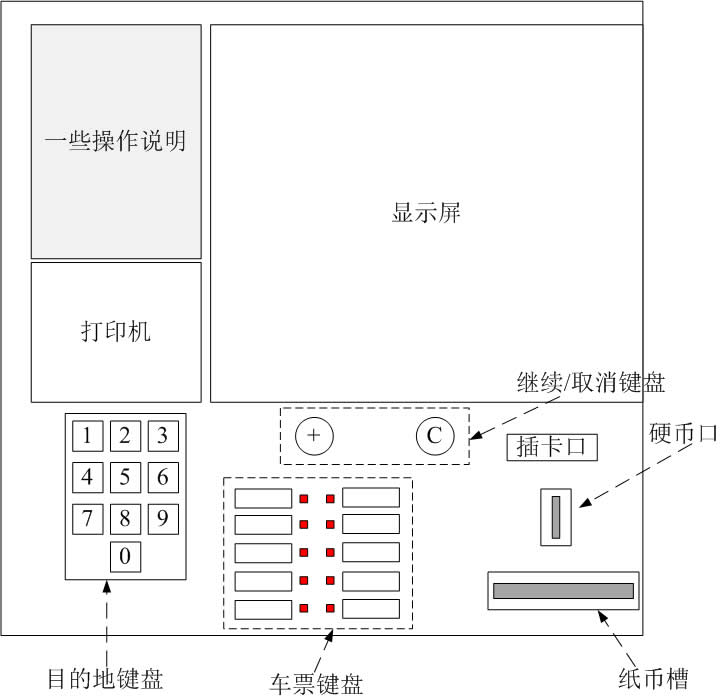 一些操作说明
显示屏
打印机
继续/取消键盘
+
C
插卡口
硬币口
1 2 3
4 5 6
7 8 9
0
目的地键盘
车票键盘
纸币槽